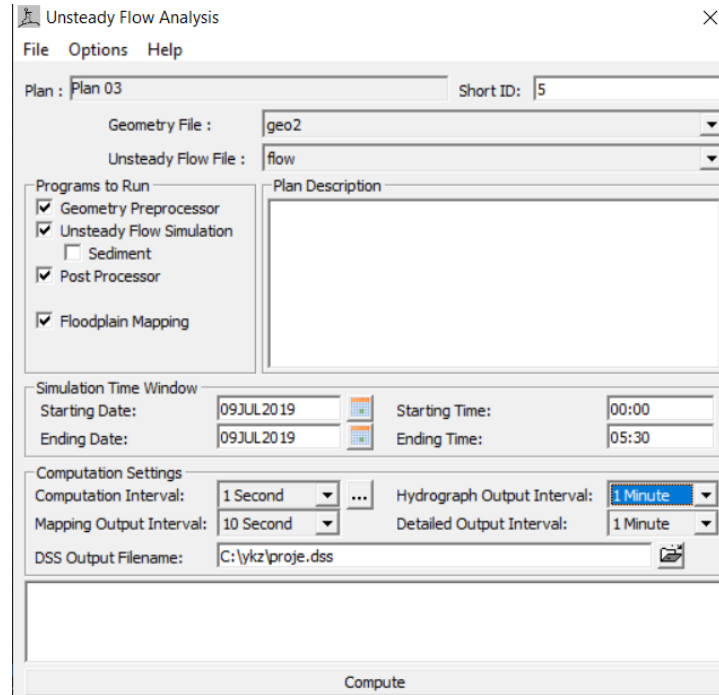 Unsteady Flow Analysis
File Options Help
Plan : Plan 03 Short ID: 5
Geometry File : geo2
Unsteady Flow File : flow
Programs to Run Plan Description
Geometry Preprocessor
Unsteady Flow Simulation
Sediment
Post Processor
Floodplain Mapping
Simulation Time Window
Starting Date: 09JUL2019 Starting Time: 00:00
Ending Date: 09JUL2019 Ending Time: 05:30
Computation Settings
Computation Interval: 1 Second ... Hydrograph Output Interval: 1 Minute
Mapping Output Interval: 10 Second Detailed Output Interval: 1 Minute
DSS Output Filename: C:\ykz\proje.dss
Compute